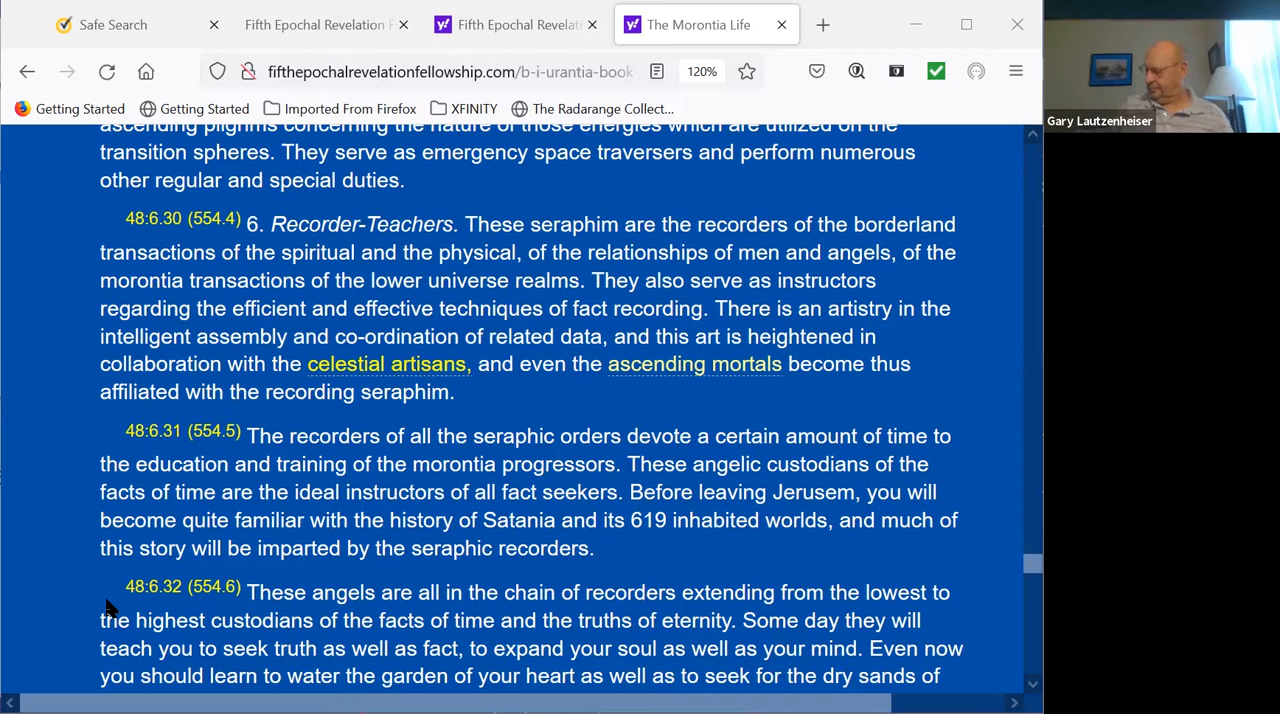 Safe Search
Fifth Epochal Revelation F
Fifth Epochal Revelati
The Morontia Life
fifthepochalrevelationfellowship.com/b-i-urantia-book
120%
Getting Started
Getting Started
Imported From Firefox
XFINITY
The Radarange Collect...
Gary Lautzenheiser
ascending pilgrims concerning the nature of those energies which are utilized on the
transition spheres. They serve as emergency space traversers and perform numerous
other regular and special duties.
48:6.30 (554.4) 6. Recorder-Teachers. These seraphim are the recorders of the borderland
transactions of the spiritual and the physical, of the relationships of men and angels, of the
morontia transactions of the lower universe realms. They also serve as instructors
regarding the efficient and effective techniques of fact recording. There is an artistry in the
intelligent assembly and co-ordination of related data, and this art is heightened in
collaboration with the celestial artisans, and even the ascending mortals become thus
affiliated with the recording seraphim.
48:6.31 (554.5) The recorders of all the seraphic orders devote a certain amount of time to
the education and training of the morontia progressors. These angelic custodians of the
facts of time are the ideal instructors of all fact seekers. Before leaving Jerusem, you will
become quite familiar with the history of Satania and its 619 inhabited worlds, and much of
this story will be imparted by the seraphic recorders.
48:6.32 (554.6) These angels are all in the chain of recorders extending from the lowest to
the highest custodians of the facts of time and the truths of eternity. Some day they will
teach you to seek truth as well as fact, to expand your soul as well as your mind. Even now
you should learn to water the garden of your heart as well as to seek for the dry sands of